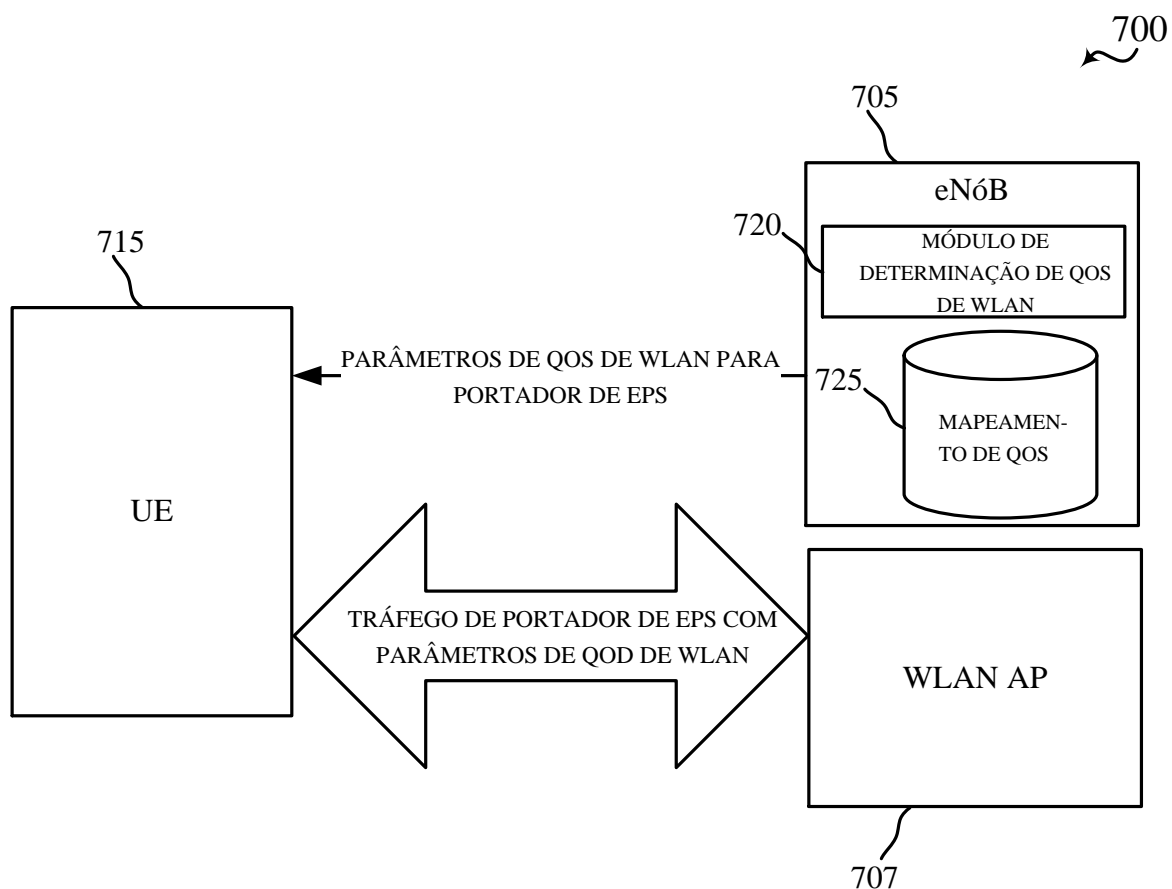 700
705
eNóB
720
MÓDULO DE
DETERMINAÇÃO DE QOS
DE WLAN
715
PARÂMETROS DE QOS DE WLAN PARA
PORTADOR DE EPS
725
MAPEAMEN-
TO DE QOS
UE
TRÁFEGO DE PORTADOR DE EPS COM
PARÂMETROS DE QOD DE WLAN
WLAN AP
707